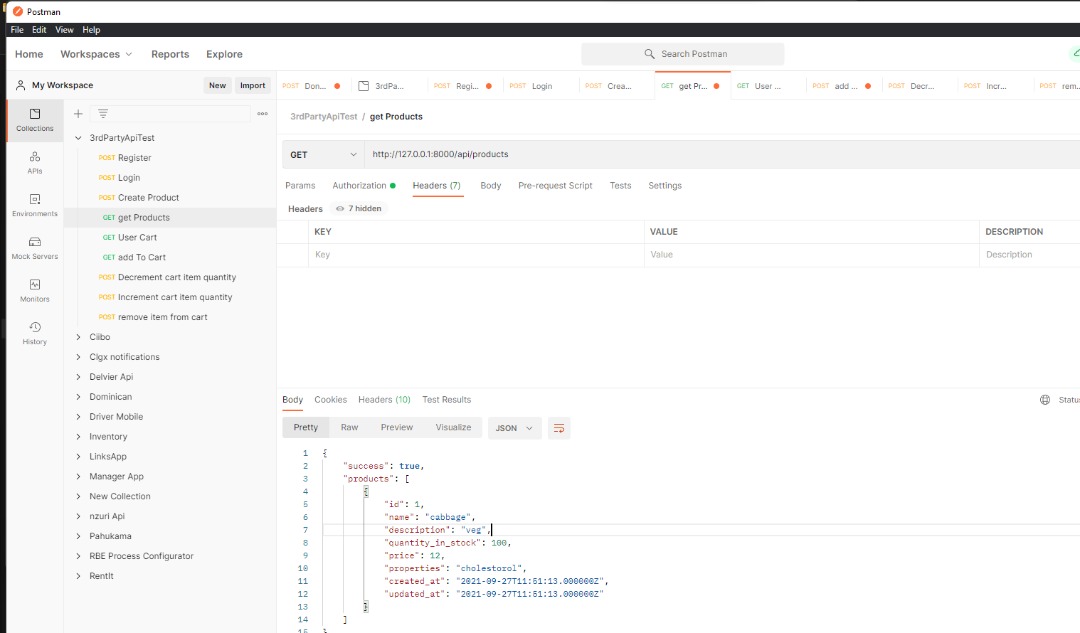 Postman
File Edit View Help
Home Workspaces Reports Explore Search Postman
My Workspace New Import
POST Don... 3rdPa... POST Regi... POST Login POST Crea... GET get Pr... GET User ... POST add ... POST Decr... POST Incr... POST rem...
Collections
APIs
Environments
Mock Servers
Monitors
History
3rdPartyApiTest
POST Register
POST Login
POST Create Product
GET get Products
GET User Cart
GET add To Cart
POST Decrement cart item quantity
POST Increment cart item quantity
POST remove item from cart
Ciibo
Clgx notifications
Delvier Api
Dominican
Driver Mobile
Inventory
LinksApp
Manager App
New Collection
nzuri Api
Pahukama
RBE Process Configurator
RentIt
3rdPartyApiTest / get Products
GET http://127.0.0.1:8000/api/products
Params Authorization Headers (7) Body Pre-request Script Tests Settings
Headers 7 hidden
KEY VALUE DESCRIPTION
Key Value Description
Body Cookies Headers (10) Test Results Statu
Pretty Raw Preview Visualize JSON
1 {
2 "success": true,
3 "products": [
4 {
5 "id": 1,
6 "name": "cabbage",
7 "description": "veg",
8 "quantity_in_stock": 100,
9 "price": 12,
10 "properties": "cholestorol",
11 "created_at": "2021-09-27T11:51:13.000000Z",
12 "updated_at": "2021-09-27T11:51:13.000000Z"
13 }
14 ]
15 }